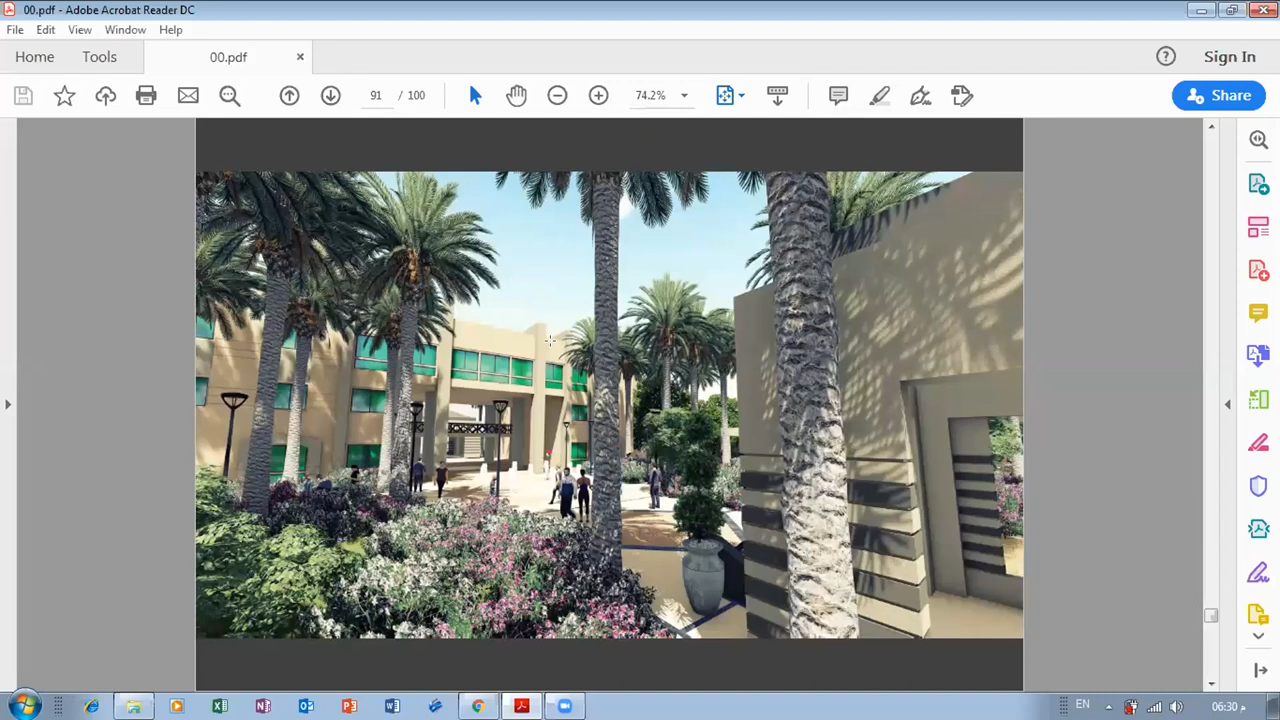 00.pdf - Adobe Acrobat Reader DC
File Edit View Window Help
Home Tools 00.pdf Sign In
91 / 100 74.2% Share
EN 06:30 م